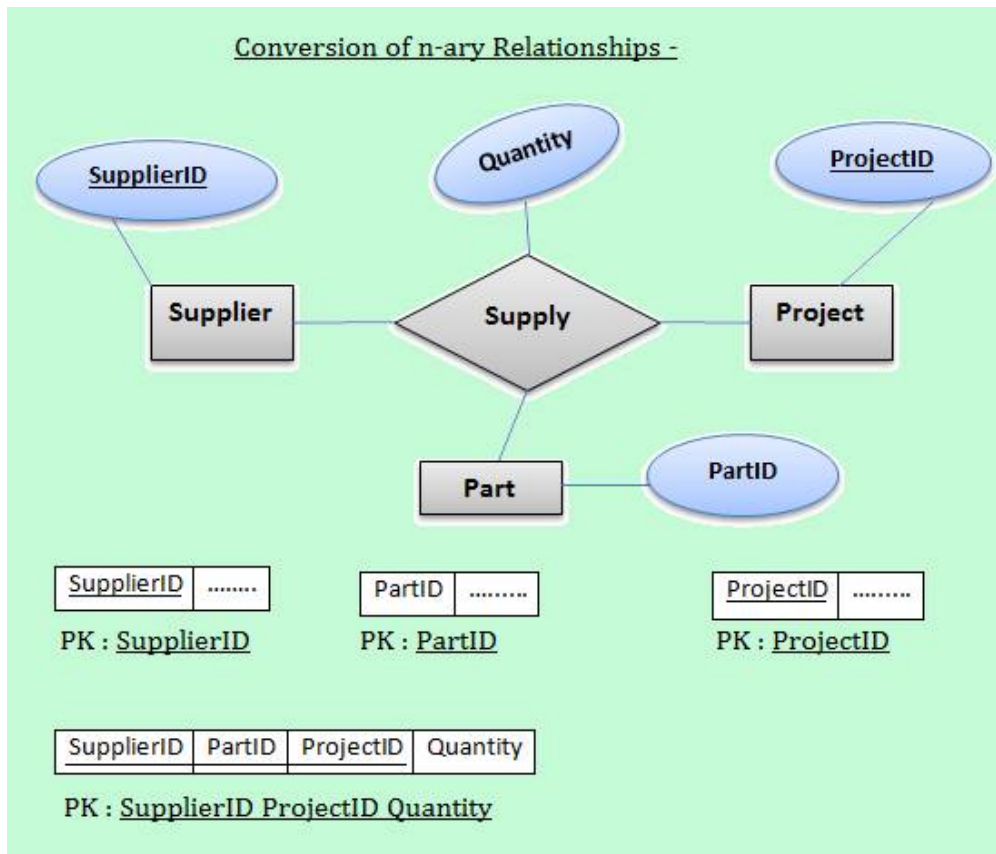 Conversion of n-ary Relationships -
SupplierID
Quantity
ProjectID
Supplier
Supply
Project
Part
PartID
SupplierID ........
PartID .........
ProjectID .........
PK : SupplierID
PK : PartID
PK : ProjectID
SupplierID PartID ProjectID Quantity
PK : SupplierID ProjectID Quantity